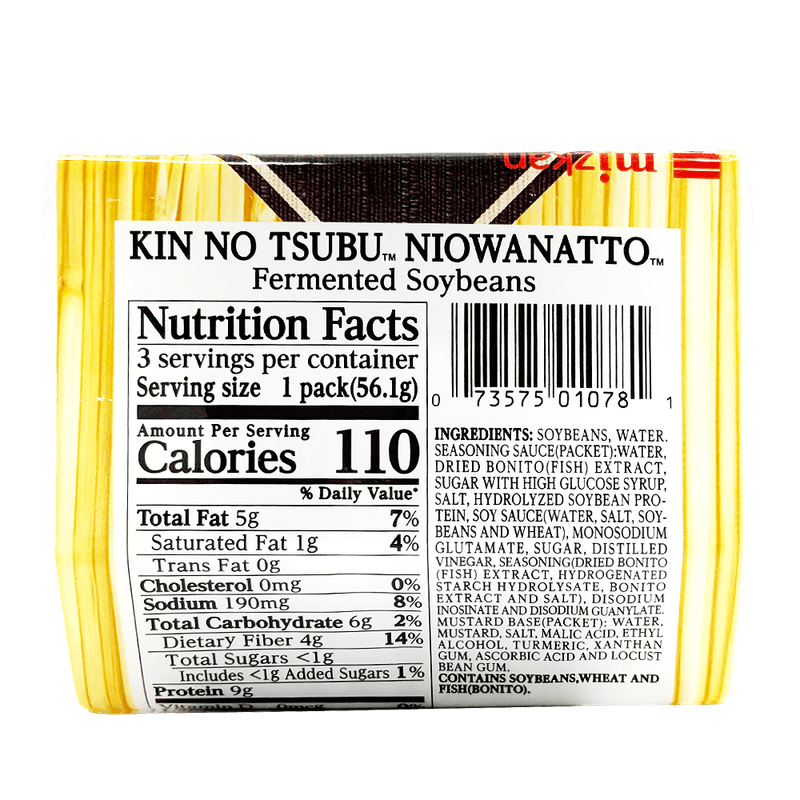 mizkan
KIN NO TSUBU™ NIOWANATTO™
Fermented Soybeans
Nutrition Facts
3 servings per container
Serving size 1 pack(56.1g)
Amount Per Serving
Calories 110
% Daily Value*
Total Fat 5g 7%
Saturated Fat 1g 4%
Trans Fat 0g
Cholesterol 0mg 0%
Sodium 190mg 8%
Total Carbohydrate 6g 2%
Dietary Fiber 4g 14%
Total Sugars <1g
Includes <1g Added Sugars 1%
Protein 9g
Vitamin D 0mcg 0%
0 73575 01078 1
INGREDIENTS: SOYBEANS, WATER.
SEASONING SAUCE(PACKET):WATER,
DRIED BONITO(FISH) EXTRACT,
SUGAR WITH HIGH GLUCOSE SYRUP,
SALT, HYDROLYZED SOYBEAN PRO-
TEIN, SOY SAUCE(WATER, SALT, SOY-
BEANS AND WHEAT), MONOSODIUM
GLUTAMATE, SUGAR, DISTILLED
VINEGAR, SEASONING(DRIED BONITO
(FISH) EXTRACT, HYDROGENATED
STARCH HYDROLYSATE, BONITO
EXTRACT AND SALT), DISODIUM
INOSINATE AND DISODIUM GUANYLATE.
MUSTARD BASE(PACKET): WATER,
MUSTARD, SALT, MALIC ACID, ETHYL
ALCOHOL, TURMERIC, XANTHAN
GUM, ASCORBIC ACID AND LOCUST
BEAN GUM.
CONTAINS SOYBEANS,WHEAT AND
FISH(BONITO).